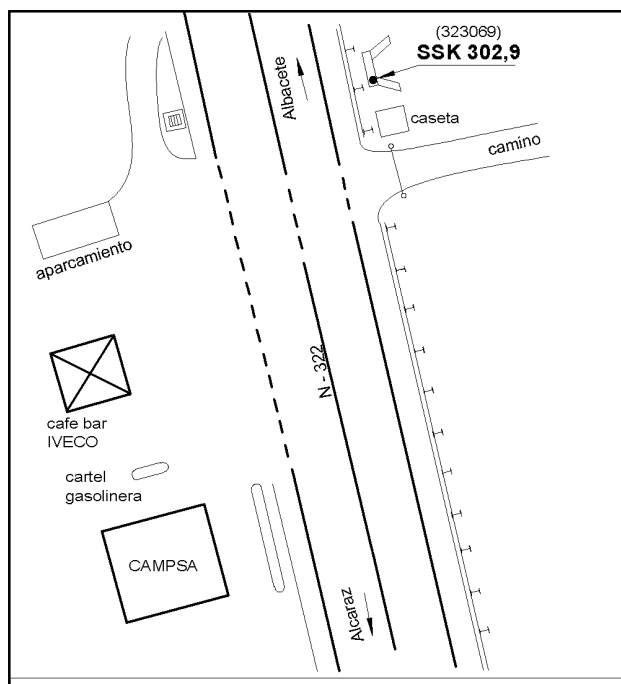 (323069)
SSK 302,9
Albacete
caseta
camino
aparcamiento
N - 322
cafe bar
IVECO
cartel
gasolinera
CAMPSA
Alcaraz